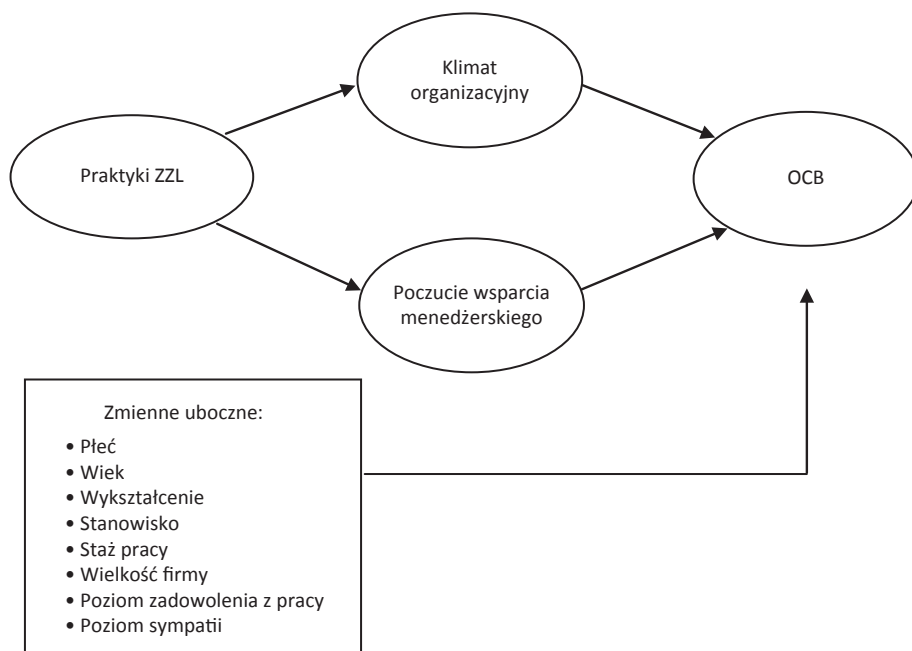 Klimat
organizacyjny
Praktyki ZZL
OCB
Poczucie wsparcia
menedżerskiego
Zmienne uboczne:
• Płeć
• Wiek
• Wykształcenie
• Stanowisko
• Staż pracy
• Wielkość firmy
• Poziom zadowolenia z pracy
• Poziom sympatii